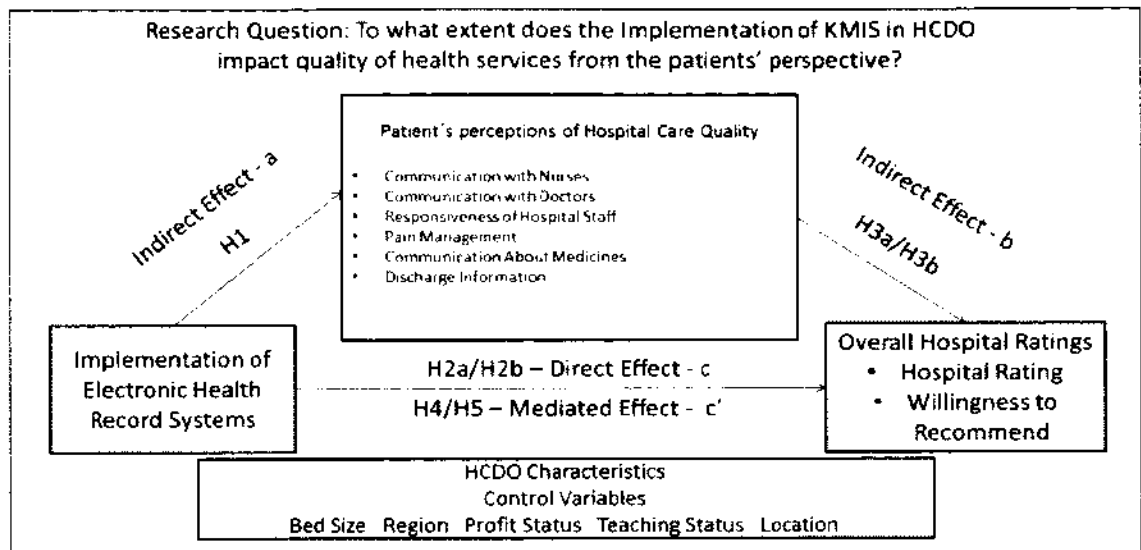 Research Question: To what extent does the Implementation of KMIS in HCDO
impact quality of health services from the patients' perspective?
Patient´s perceptions of Hospital Care Quality
• Communication with Nurses
• Communication with Doctors
• Responsiveness of Hospital Staff
• Pain Management
• Communication About Medicines
• Discharge Information
Indirect Effect - a
H1
Indirect Effect - b
H3a/H3b
Implementation of
Electronic Health
Record Systems
H2a/H2b – Direct Effect - c
H4/H5 – Mediated Effect - c'
Overall Hospital Ratings
• Hospital Rating
• Willingness to
Recommend
HCDO Characteristics
Control Variables
Bed Size Region Profit Status Teaching Status Location